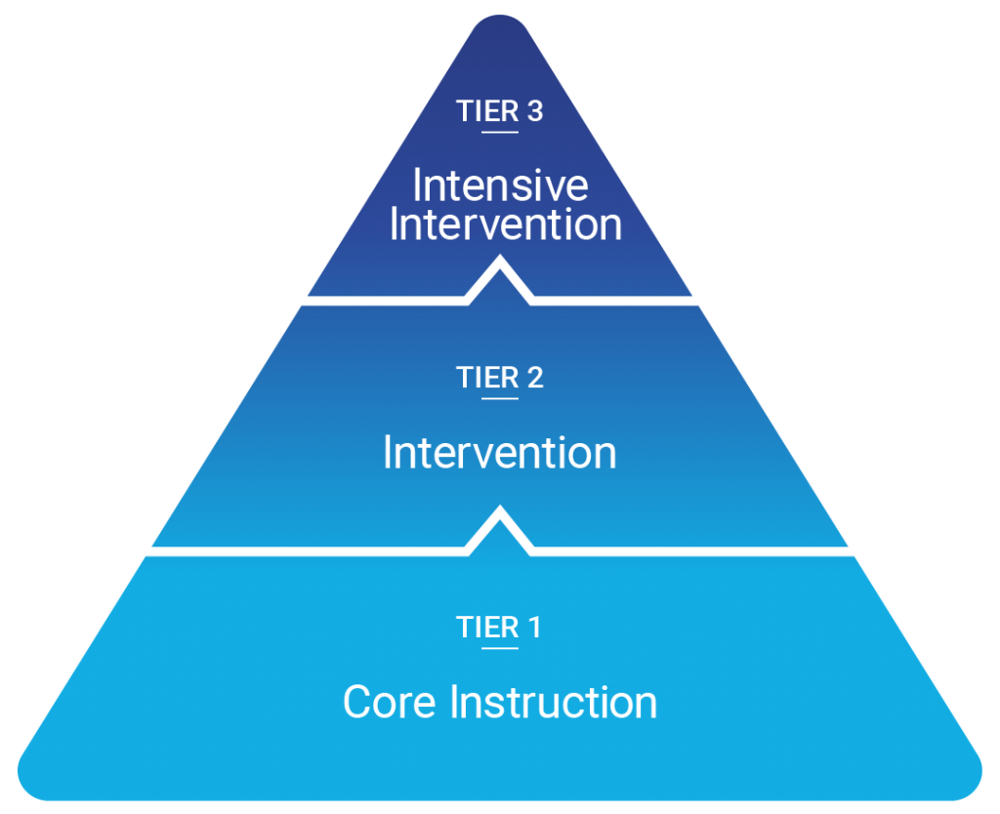 TIER 3
Intensive
Intervention
TIER 2
Intervention
TIER 1
Core Instruction